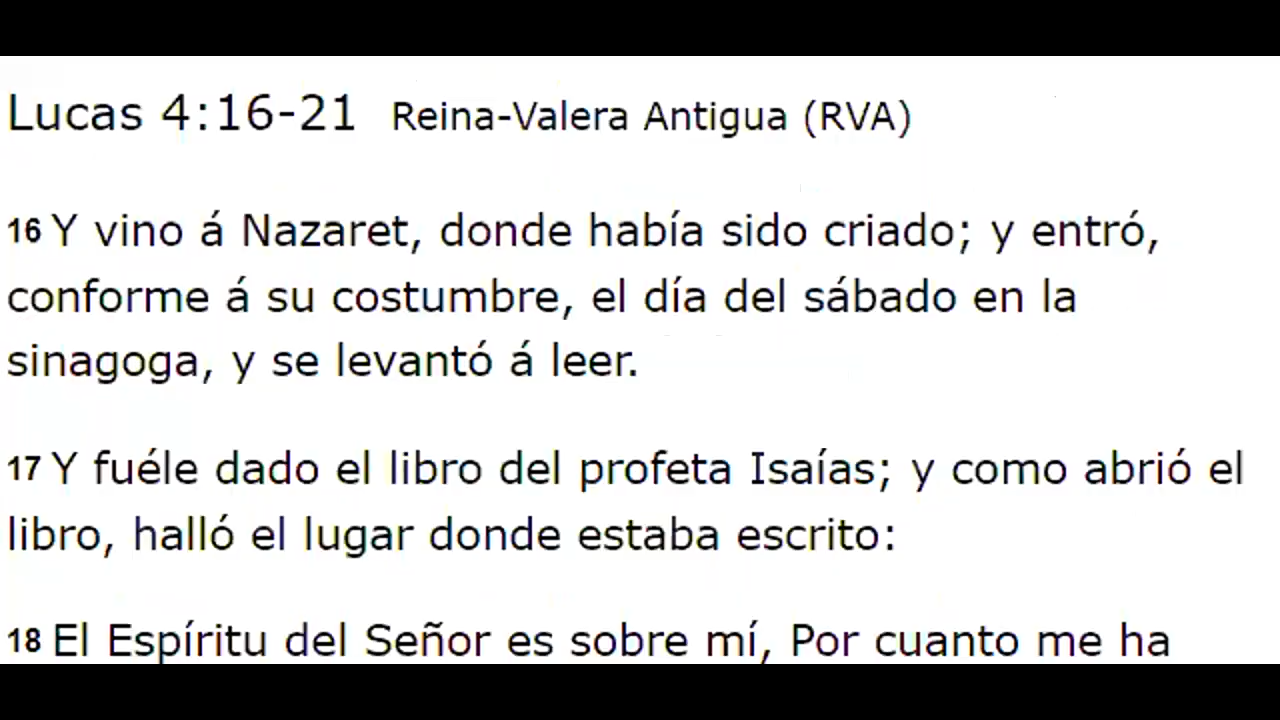 Lucas 4:16-21 Reina-Valera Antigua (RVA)
16 Y vino á Nazaret, donde había sido criado; y entró,
conforme á su costumbre, el día del sábado en la
sinagoga, y se levantó á leer.
17 Y fuéle dado el libro del profeta Isaías; y como abrió el
libro, halló el lugar donde estaba escrito:
18 El Espíritu del Señor es sobre mí, Por cuanto me ha